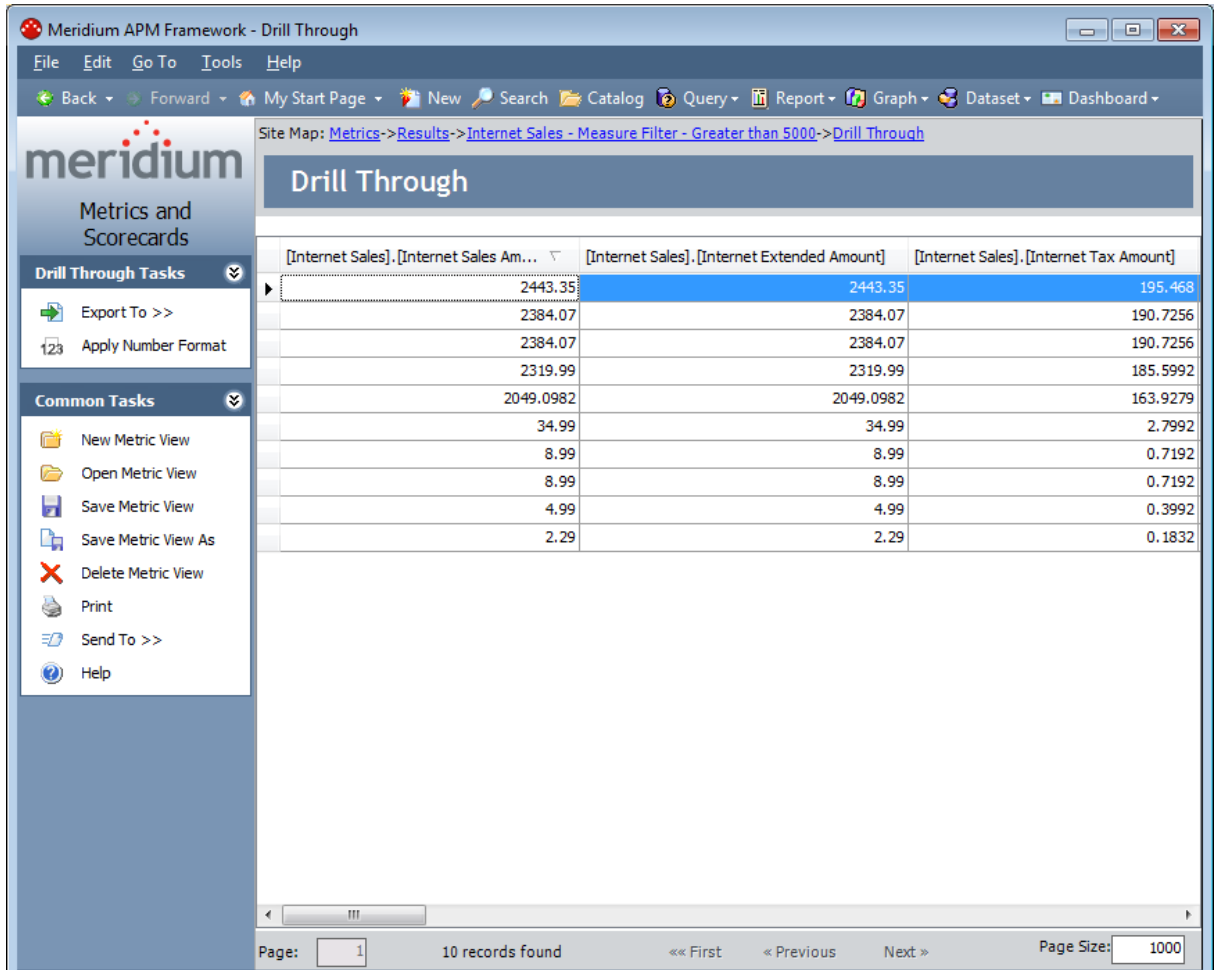 Meridium APM Framework - Drill Through
File Edit Go To Tools Help
Back Forward My Start Page New Search Catalog Query Report Graph Dataset Dashboard
meridium
Metrics and
Scorecards
Site Map: Metrics->Results->Internet Sales - Measure Filter - Greater than 5000->Drill Through
Drill Through
Drill Through Tasks
Export To >>
123 Apply Number Format
Common Tasks
New Metric View
Open Metric View
Save Metric View
Save Metric View As
Delete Metric View
Print
Send To >>
Help
[Internet Sales].[Internet Sales Am... [Internet Sales].[Internet Extended Amount] [Internet Sales].[Internet Tax Amount]
2443.35 2443.35 195.468
2384.07 2384.07 190.7256
2384.07 2384.07 190.7256
2319.99 2319.99 185.5992
2049.0982 2049.0982 163.9279
34.99 34.99 2.7992
8.99 8.99 0.7192
8.99 8.99 0.7192
4.99 4.99 0.3992
2.29 2.29 0.1832
Page: 1 10 records found «« First « Previous Next » Page Size: 1000